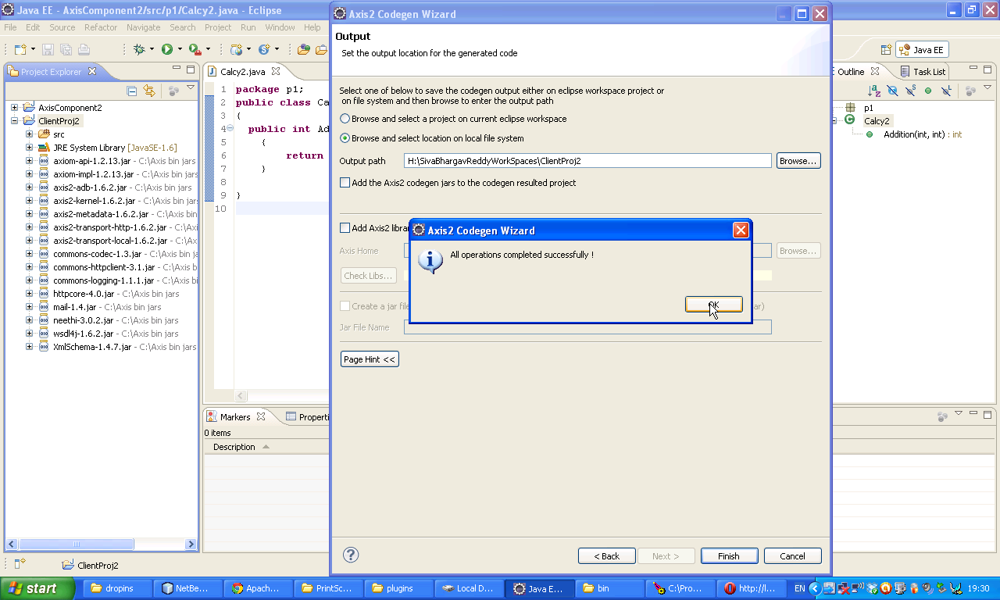 Java EE - AxisComponent2/src/p1/Calcy2.java - Eclipse
File Edit Source Refactor Navigate Search Project Run Window Help
Java EE
Project Explorer
AxisComponent2
ClientProj2
src
JRE System Library [JavaSE-1.6]
axiom-api-1.2.13.jar - C:\Axis bin jars
axiom-impl-1.2.13.jar - C:\Axis bin jars
axis2-adb-1.6.2.jar - C:\Axis bin jars
axis2-kernel-1.6.2.jar - C:\Axis bin jars
axis2-metadata-1.6.2.jar - C:\Axis bin
axis2-transport-http-1.6.2.jar - C:\Axi
axis2-transport-local-1.6.2.jar - C:\Ax
commons-codec-1.3.jar - C:\Axis bin jars
commons-httpclient-3.1.jar - C:\Axis
commons-logging-1.1.1.jar - C:\Axis
httpcore-4.0.jar - C:\Axis bin jars
mail-1.4.jar - C:\Axis bin jars
neethi-3.0.2.jar - C:\Axis bin jars
wsdl4j-1.6.2.jar - C:\Axis bin jars
XmlSchema-1.4.7.jar - C:\Axis bin jars
Calcy2.java
1 package p1;
2 public class Ca
3 {
4 public int Ad
5 {
6 return
7 }
8
9 }
10
Axis2 Codegen Wizard
Output
Set the output location for the generated code
Select one of below to save the codegen output either on eclipse workspace project or
on file system and then browse to enter the output path
Browse and select a project on current eclipse workspace
Browse and select location on local file system
Output path H:\SivaBhargavReddyWorkSpaces\ClientProj2 Browse...
Add the Axis2 codegen jars to the codegen resulted project
Add Axis2 librar
Axis Home Browse...
Check Libs...
Create a jar file ar)
Jar File Name
Page Hint <<
Axis2 Codegen Wizard
All operations completed successfully !
OK
< Back Next > Finish Cancel
Outline Task List
p1
Calcy2
Addition(int, int) : int
Markers Properti
0 items
Description
ClientProj2
start dropins NetBe... Apach... PrintSc... plugins Local D... Java E... bin C:\Pro... http://l... EN 19:30